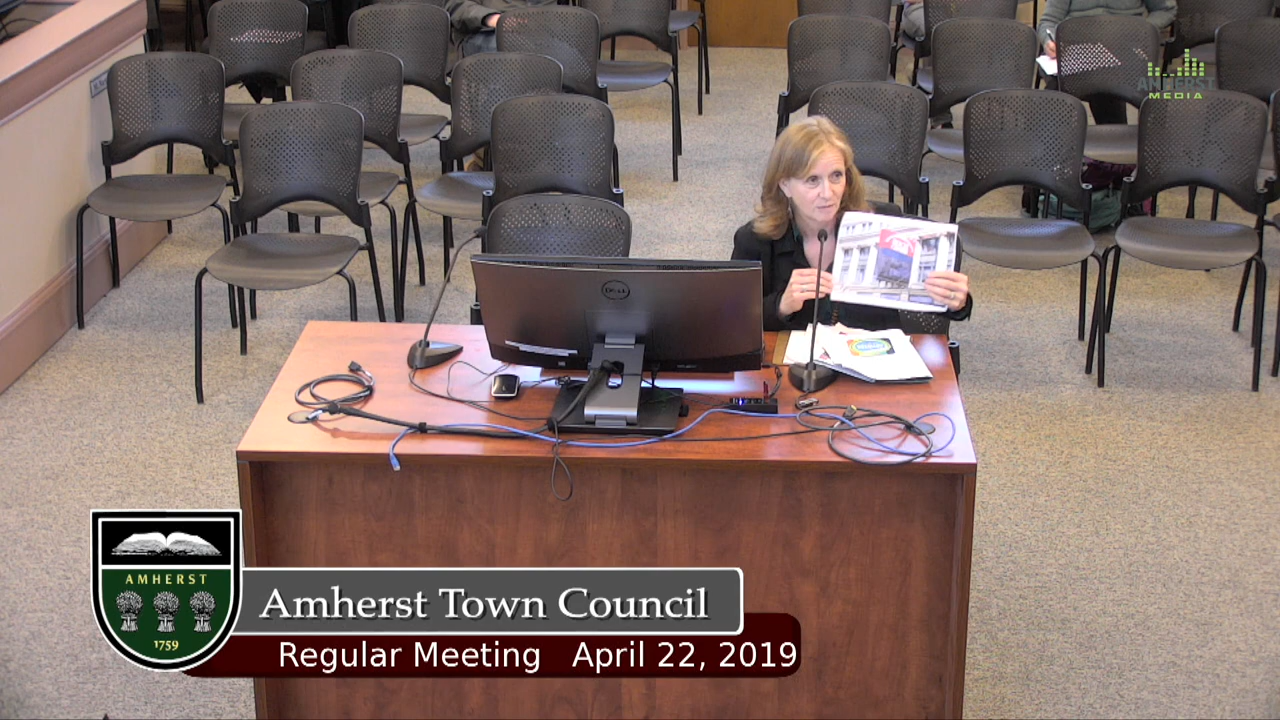 AMHERST
MEDIA
DELL
AMHERST
1759
Amherst Town Council
Regular Meeting April 22, 2019